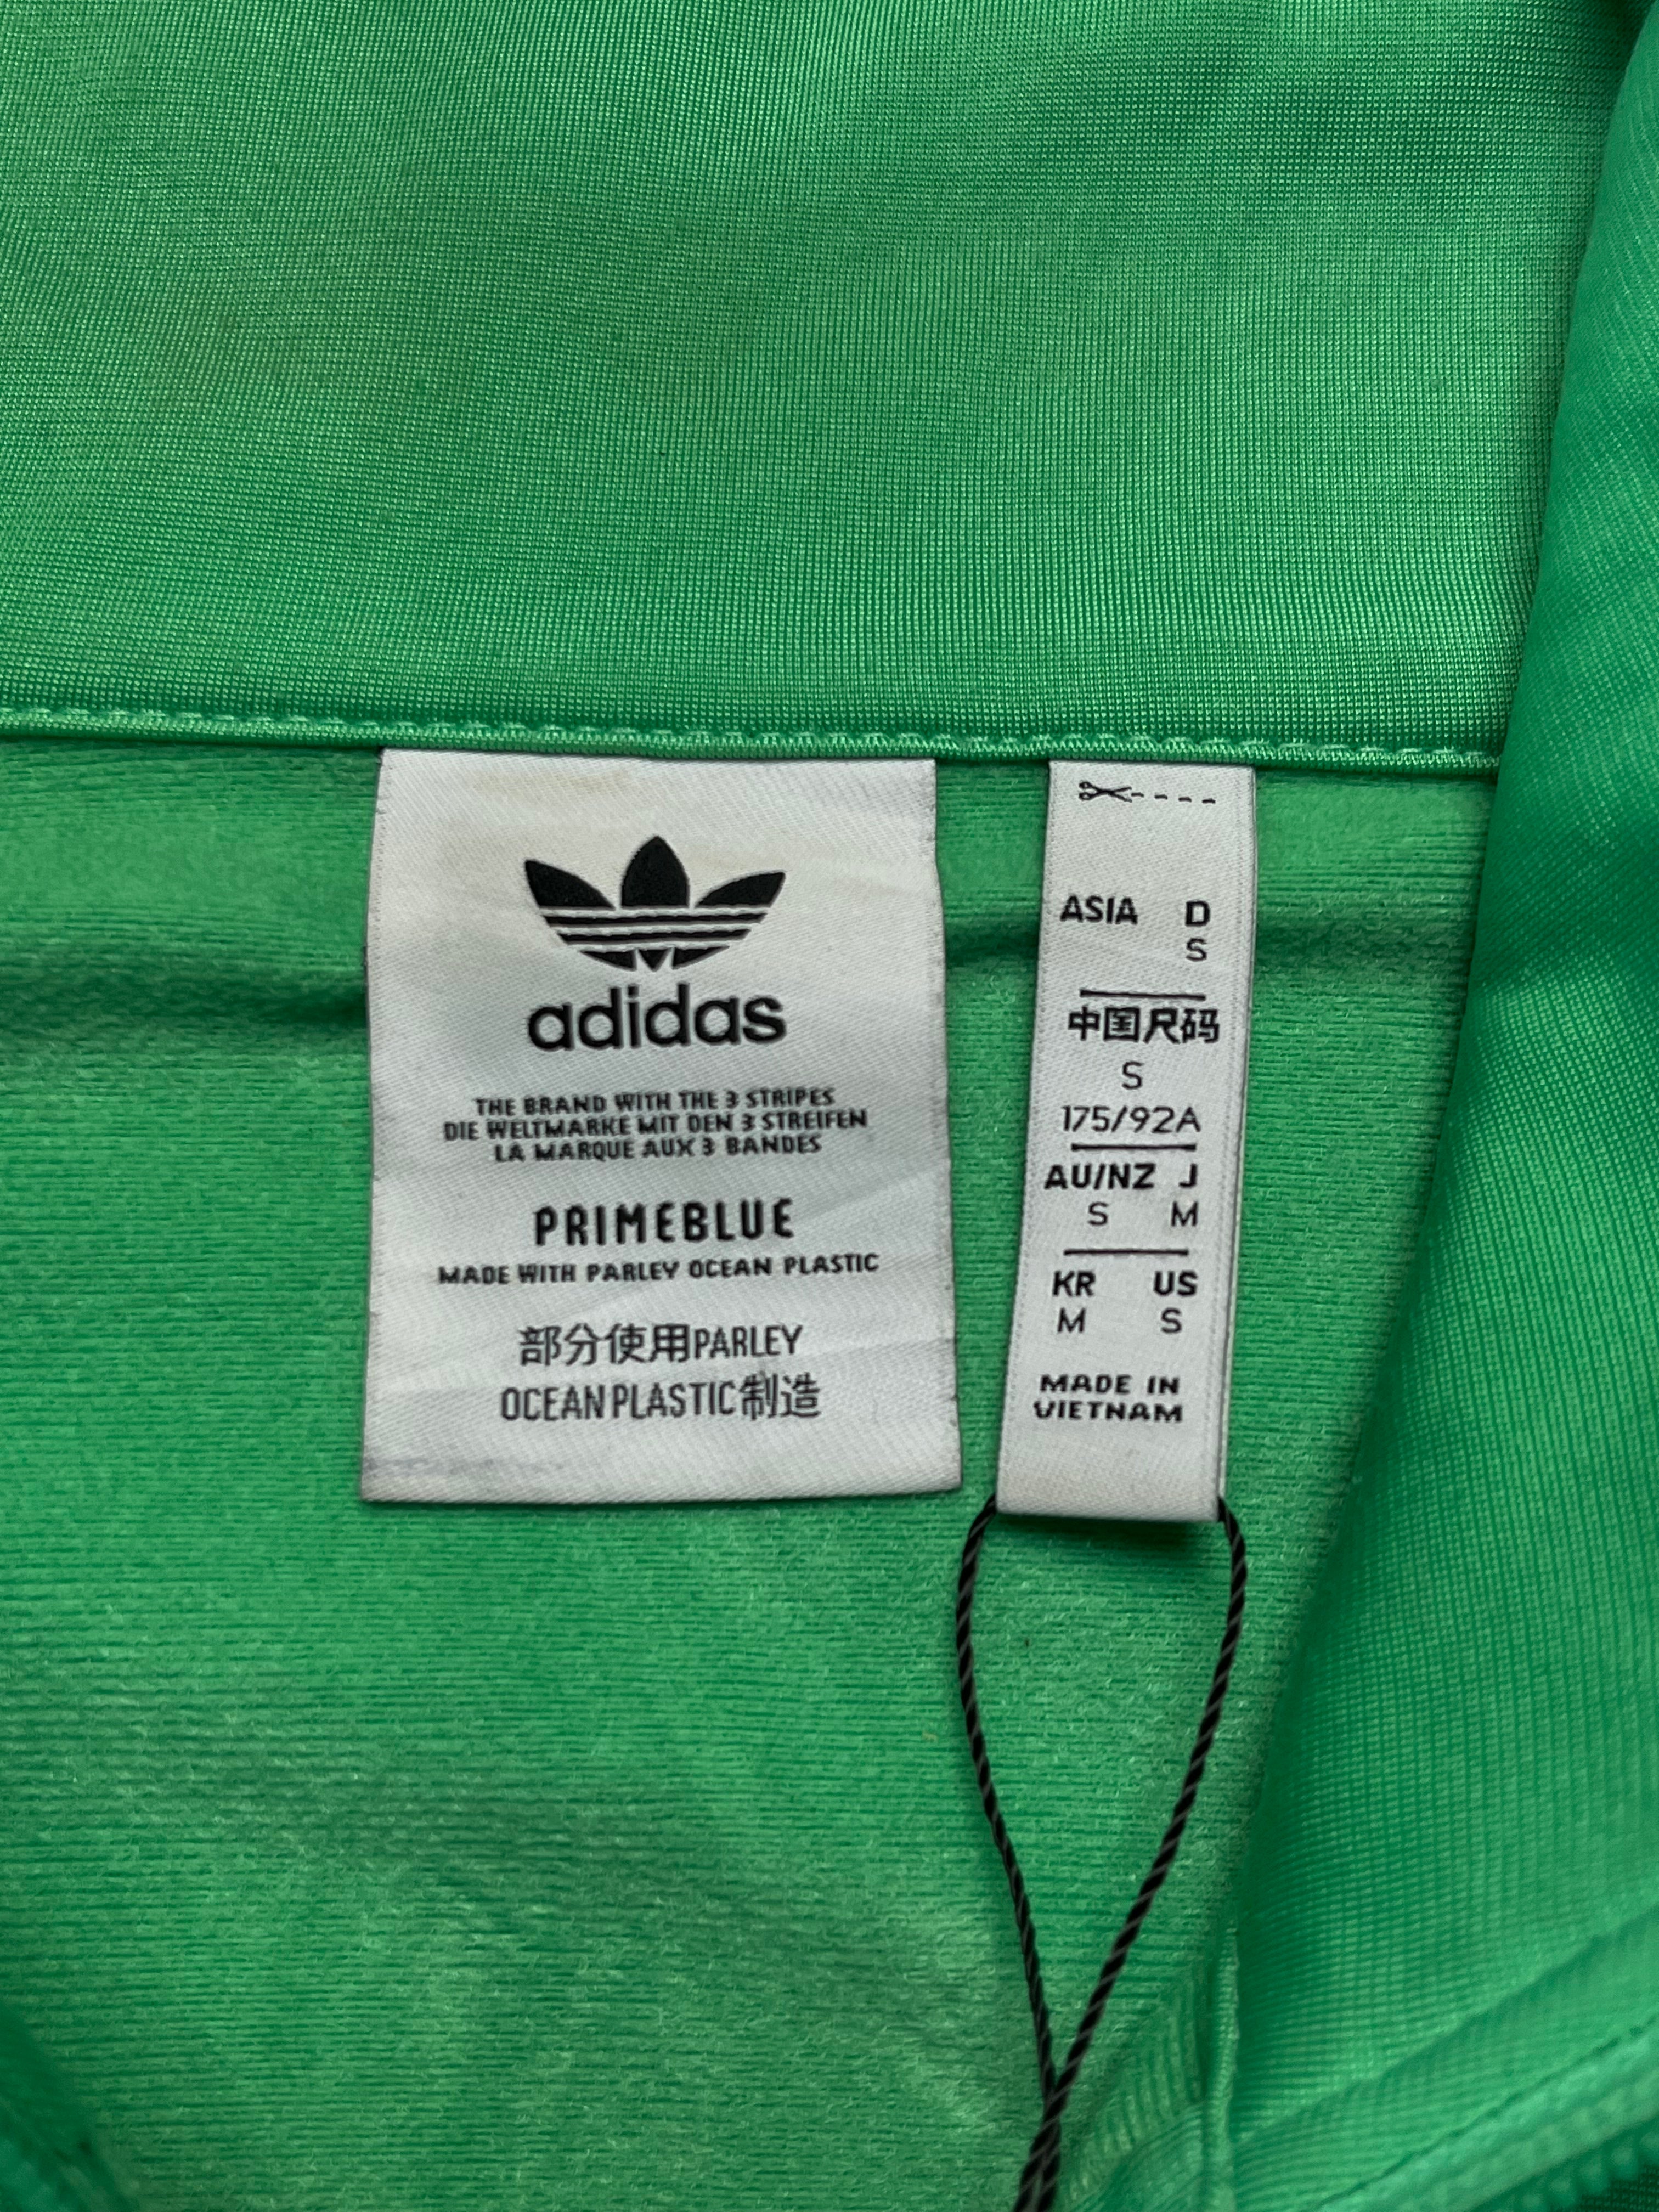 adidas
THE BRAND WITH THE 3 STRIPES
DIE WELTMARKE MIT DEN 3 STREIFEN
LA MARQUE AUX 3 BANDES
PRIMEBLUE
MADE WITH PARLEY OCEAN PLASTIC
部分使用PARLEY
OCEAN PLASTIC制造
ASIA D
S
中国尺码
S
175/92A
AU/NZ J
S M
KR US
M S
MADE IN
VIETNAM